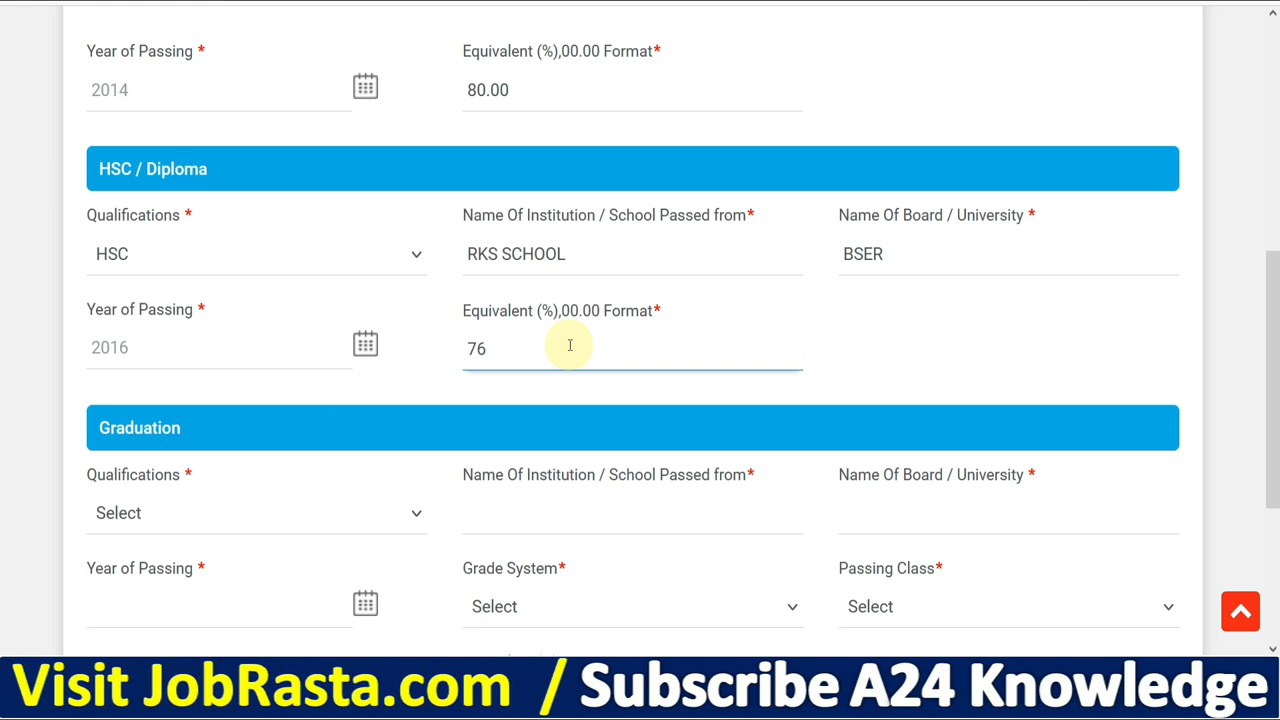 Year of Passing *
Equivalent (%),00.00 Format*
2014
80.00
HSC / Diploma
Qualifications *
Name Of Institution / School Passed from*
Name Of Board / University *
HSC
RKS SCHOOL
BSER
Year of Passing *
Equivalent (%),00.00 Format*
2016
76
Graduation
Qualifications *
Name Of Institution / School Passed from*
Name Of Board / University *
Select
Year of Passing *
Grade System*
Passing Class*
Select
Select
Visit JobRasta.com / Subscribe A24 Knowledge